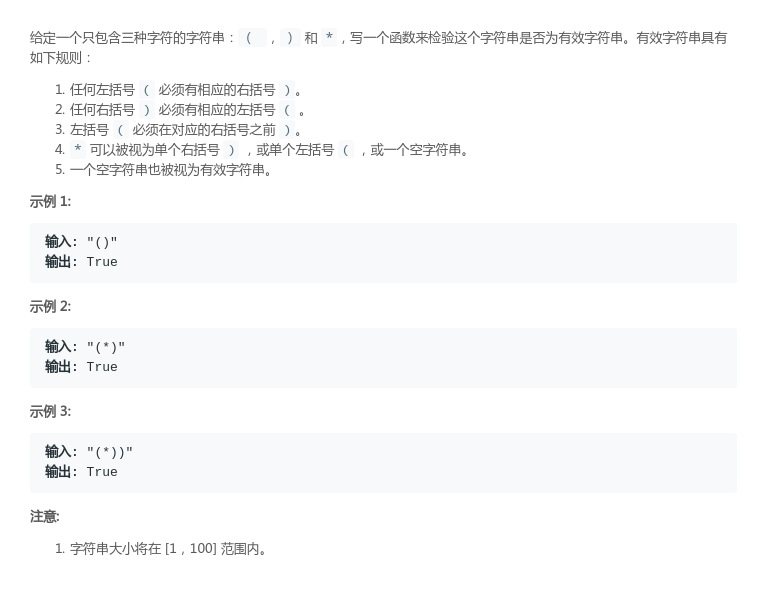 给定一个只包含三种字符的字符串：( ，) 和 *，写一个函数来检验这个字符串是否为有效字符串。有效字符串具有
如下规则：
1. 任何左括号 ( 必须有相应的右括号 )。
2. 任何右括号 ) 必须有相应的左括号 ( 。
3. 左括号 ( 必须在对应的右括号之前 )。
4. * 可以被视为单个右括号 ) ，或单个左括号 ( ，或一个空字符串。
5. 一个空字符串也被视为有效字符串。
示例 1:
输入: "()"
输出: True
示例 2:
输入: "(*)"
输出: True
示例 3:
输入: "(*))"
输出: True
注意:
1. 字符串大小将在 [1，100] 范围内。